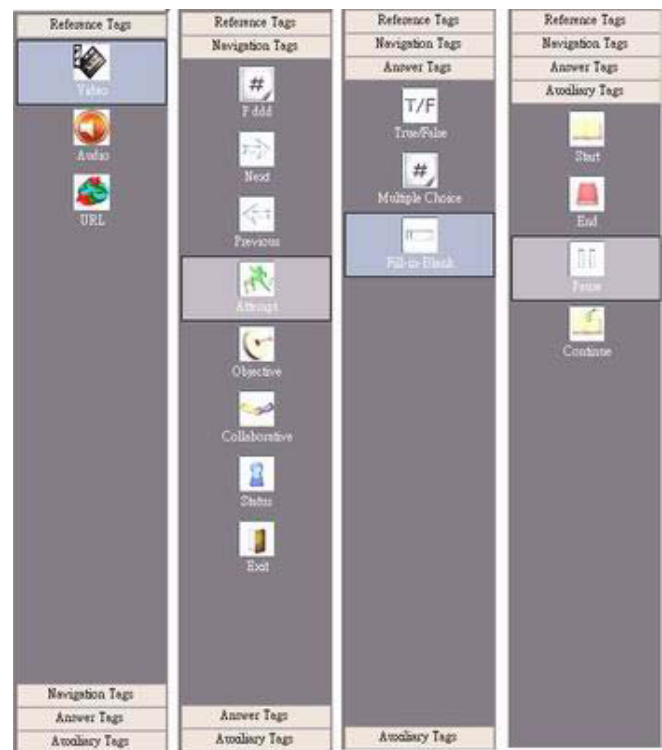 Reference Tags
Video
Audio
URL
Navigation Tags
Answer Tags
Auxiliary Tags
Reference Tags
Navigation Tags
#
P ddd
Next
Previous
Attempt
Objective
Collaborative
Status
Exit
Answer Tags
Auxiliary Tags
Reference Tags
Navigation Tags
Answer Tags
T/F
True/False
#
Multiple Choice
Fill-in-Blank
Auxiliary Tags
Reference Tags
Navigation Tags
Answer Tags
Auxiliary Tags
Start
End
Pause
Continue